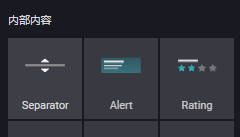 内部内容
Separator
Alert
Rating